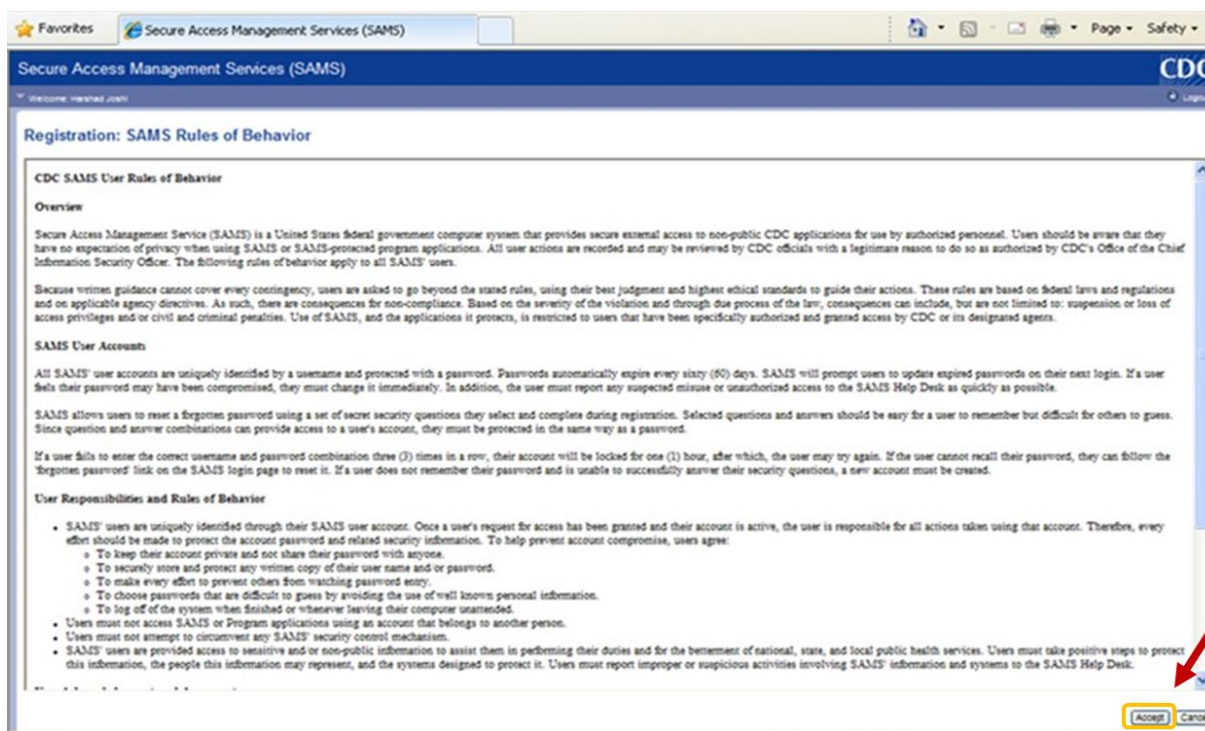 Favorites
Secure Access Management Services (SAMS)
Page
Safety
Secure Access Management Services (SAMS)
CDC
Welcome: Harshad Joshi
Registration: SAMS Rules of Behavior
CDC SAMS User Rules of Behavior
Overview
Secure Access Management Service (SAMS) is a United States federal government computer system that provides secure external access to non-public CDC applications for use by authorized personnel. Users should be aware that they
have no expectation of privacy when using SAMS or SAMS-protected program applications. All user actions are recorded and may be reviewed by CDC officials with a legitimate reason to do so as authorized by CDC's Office of the Chief
Information Security Officer. The following rules of behavior apply to all SAMS' users.
Because written guidance cannot cover every contingency, users are asked to go beyond the stated rules, using their best judgment and highest ethical standards to guide their actions. These rules are based on federal laws and regulations
and on applicable agency directives. As such, there are consequences for non-compliance. Based on the severity of the violation and through due process of the law, consequences can include, but are not limited to: suspension or loss of
access privileges and/or civil and criminal penalties. Use of SAMS, and the applications it protects, is restricted to users that have been specifically authorized and granted access by CDC or its designated agents.
SAMS User Accounts
All SAMS' user accounts are uniquely identified by a username and protected with a password. Passwords automatically expire every sixty (60) days. SAMS will prompt users to update expired passwords on their next login. If a user
feels their password may have been compromised, they must change it immediately. In addition, the user must report any suspected misuse or unauthorized access to the SAMS Help Desk as quickly as possible.
SAMS allows users to reset a forgotten password using a set of secret security questions they select and complete during registration. Selected questions and answers should be easy for a user to remember but difficult for others to guess.
Since question and answer combinations can provide access to a user's account, they must be protected in the same way as a password.
If a user fails to enter the correct username and password combination three (3) times in a row, their account will be locked for one (1) hour, after which, the user may try again. If the user cannot recall their password, they can follow the
'forgotten password' link on the SAMS login page to reset it. If a user does not remember their password and is unable to successfully answer their security questions, a new account must be created.
User Responsibilities and Rules of Behavior
• SAMS' users are uniquely identified through their SAMS user account. Once a user's request for access has been granted and their account is active, the user is responsible for all actions taken using that account. Therefore, every
effort should be made to protect the account password and related security information. To help prevent account compromise, users agree:
o To keep their account private and not share their password with anyone.
o To securely store and protect any written copy of their user name and or password.
o To make every effort to prevent others from watching password entry.
o To choose passwords that are difficult to guess by avoiding the use of well known personal information.
o To log off of the system when finished or whenever leaving their computer unattended.
• Users must not access SAMS or Program applications using an account that belongs to another person.
• Users must not attempt to circumvent any SAMS' security control mechanism.
• SAMS' users are provided access to sensitive and/or non-public information to assist them in performing their duties and for the betterment of national, state, and local public health services. Users must take positive steps to protect
this information, the people this information may represent, and the systems designed to protect it. Users must report improper or suspicious activities involving SAMS' information and systems to the SAMS Help Desk.
Accept